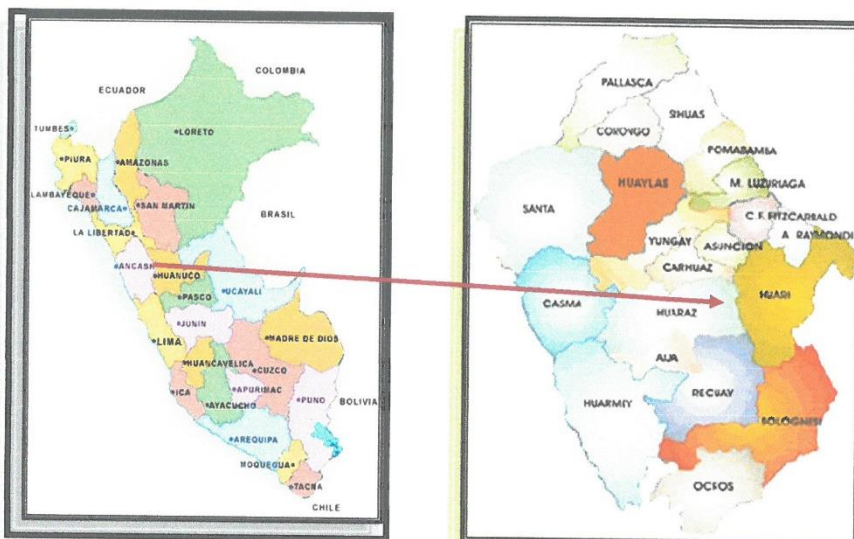 COLOMBIA
ECUADOR
TUMBES
LORETO
PIURA
AMAZONAS
LAMBAYEQUE
SAN MARTIN
CAJAMARCA
BRASIL
LA LIBERTAD
ANCASH
HUANUCO
UCAYALI
PASCO
JUNIN
LIMA
MADRE DE DIOS
HUANCAVELICA
CUZCO
ICA
APURIMAC
PUNO
BOLIVIA
AYACUCHO
AREQUIPA
MOQUEGUA
TACNA
CHILE
PALLASCA
SIHUAS
CORONGO
POMABAMBA
HUAYLAS
M. LUZURIAGA
SANTA
C. F. FITZCARRALD
A. RAYMONDI
YUNGAY
ASUNCION
CARHUAZ
HUARI
CASMA
HUARAZ
AIJA
RECUAY
HUARMEY
BOLOGNESI
OCROS